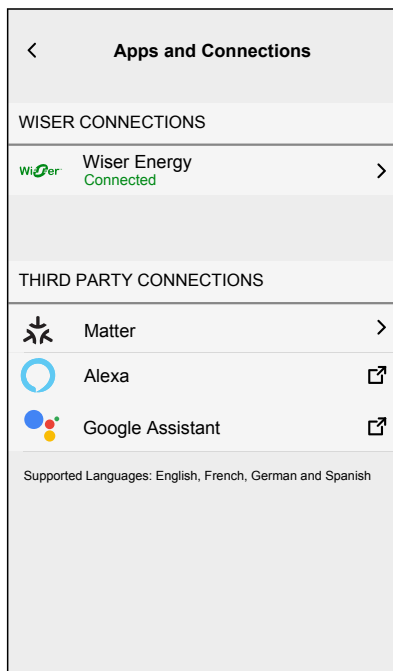 Apps and Connections
WISER CONNECTIONS
Wiser
Wiser Energy
Connected
THIRD PARTY CONNECTIONS
Matter
Alexa
Google Assistant
Supported Languages: English, French, German and Spanish